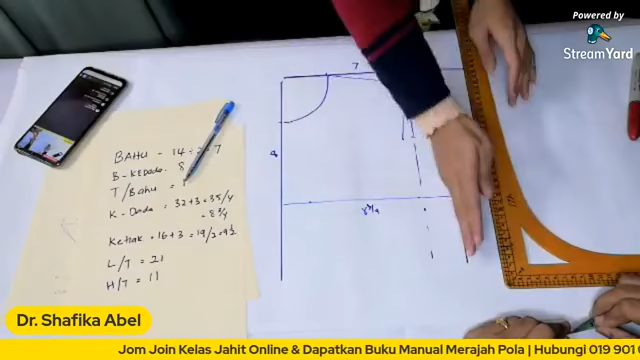 Powered by
StreamYard
BAHU - 14 ÷ 2 = 7
B-KEDADA. 8
T/Bahu = 1
K-Dada = 32+3 = 35/4
= 8 3/4
Ketiak = 16+3 = 19/2 = 9 1/2
L/T = 21
H/T = 11
7
8
8 3/4
Dr. Shafika Abel
Jom Join Kelas Jahit Online & Dapatkan Buku Manual Merajah Pola | Hubungi 019 901